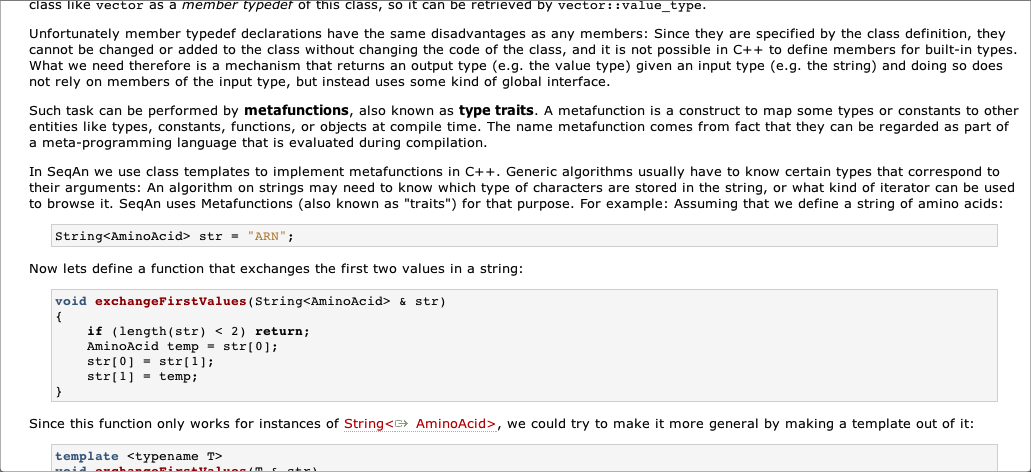 class like vector as a member typedef of this class, so it can be retrieved by vector::value_type.
Unfortunately member typedef declarations have the same disadvantages as any members: Since they are specified by the class definition, they
cannot be changed or added to the class without changing the code of the class, and it is not possible in C++ to define members for built-in types.
What we need therefore is a mechanism that returns an output type (e.g. the value type) given an input type (e.g. the string) and doing so does
not rely on members of the input type, but instead uses some kind of global interface.
Such task can be performed by metafunctions, also known as type traits. A metafunction is a construct to map some types or constants to other
entities like types, constants, functions, or objects at compile time. The name metafunction comes from fact that they can be regarded as part of
a meta-programming language that is evaluated during compilation.
In SeqAn we use class templates to implement metafunctions in C++. Generic algorithms usually have to know certain types that correspond to
their arguments: An algorithm on strings may need to know which type of characters are stored in the string, or what kind of iterator can be used
to browse it. SeqAn uses Metafunctions (also known as "traits") for that purpose. For example: Assuming that we define a string of amino acids:
String<AminoAcid> str = "ARN";
Now lets define a function that exchanges the first two values in a string:
void exchangeFirstValues(String<AminoAcid> & str)
{
    if (length(str) < 2) return;
    AminoAcid temp = str[0];
    str[0] = str[1];
    str[1] = temp;
}
Since this function only works for instances of String< AminoAcid>, we could try to make it more general by making a template out of it:
template <typename T>
void exchangeFirstValues(T & str)